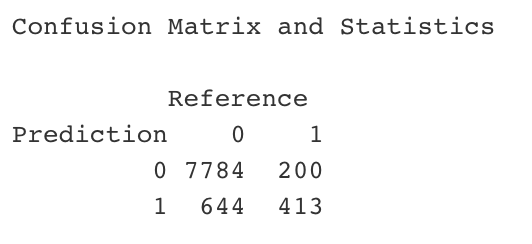 Confusion Matrix and Statistics
Reference
Prediction 0 1
0 7784 200
1 644 413